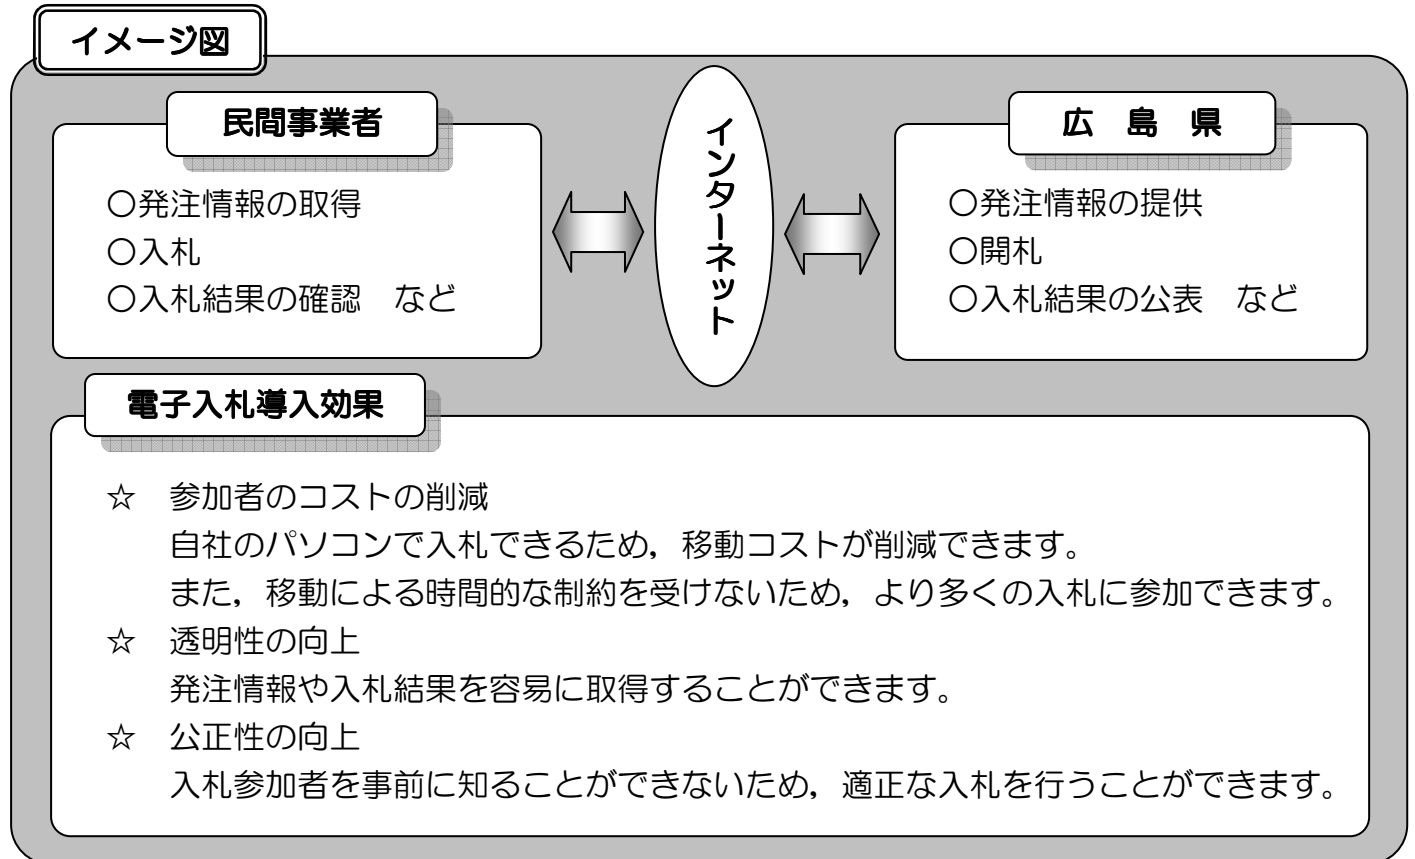 イメージ図
民間事業者
〇発注情報の取得
〇入札
〇入札結果の確認　など
インターネット
広　島　県
〇発注情報の提供
〇開札
〇入札結果の公表　など
電子入札導入効果
☆　参加者のコストの削減
自社のパソコンで入札できるため，移動コストが削減できます。
また，移動による時間的な制約を受けないため，より多くの入札に参加できます。
☆　透明性の向上
発注情報や入札結果を容易に取得することができます。
☆　公正性の向上
入札参加者を事前に知ることができないため，適正な入札を行うことができます。